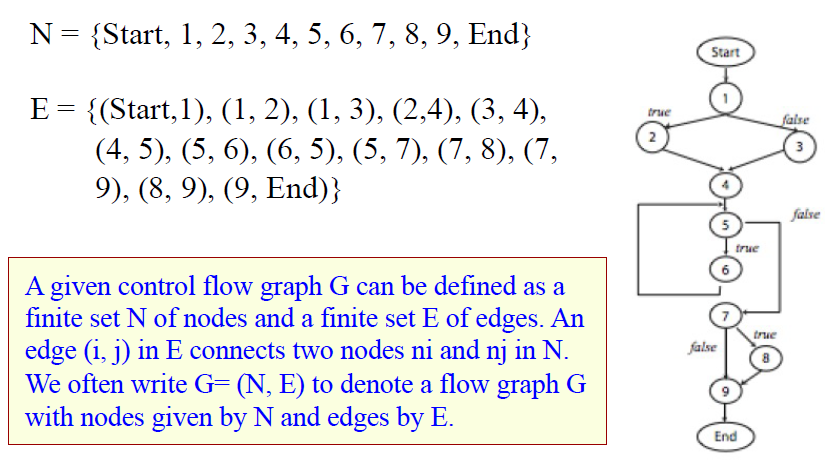 N = {Start, 1, 2, 3, 4, 5, 6, 7, 8, 9, End}
E = {(Start,1), (1, 2), (1, 3), (2,4), (3, 4),
(4, 5), (5, 6), (6, 5), (5, 7), (7, 8), (7,
9), (8, 9), (9, End)}
A given control flow graph G can be defined as a
finite set N of nodes and a finite set E of edges. An
edge (i, j) in E connects two nodes ni and nj in N.
We often write G= (N, E) to denote a flow graph G
with nodes given by N and edges by E.
Start
1
true
false
2
3
4
false
5
true
6
7
true
false
8
9
End